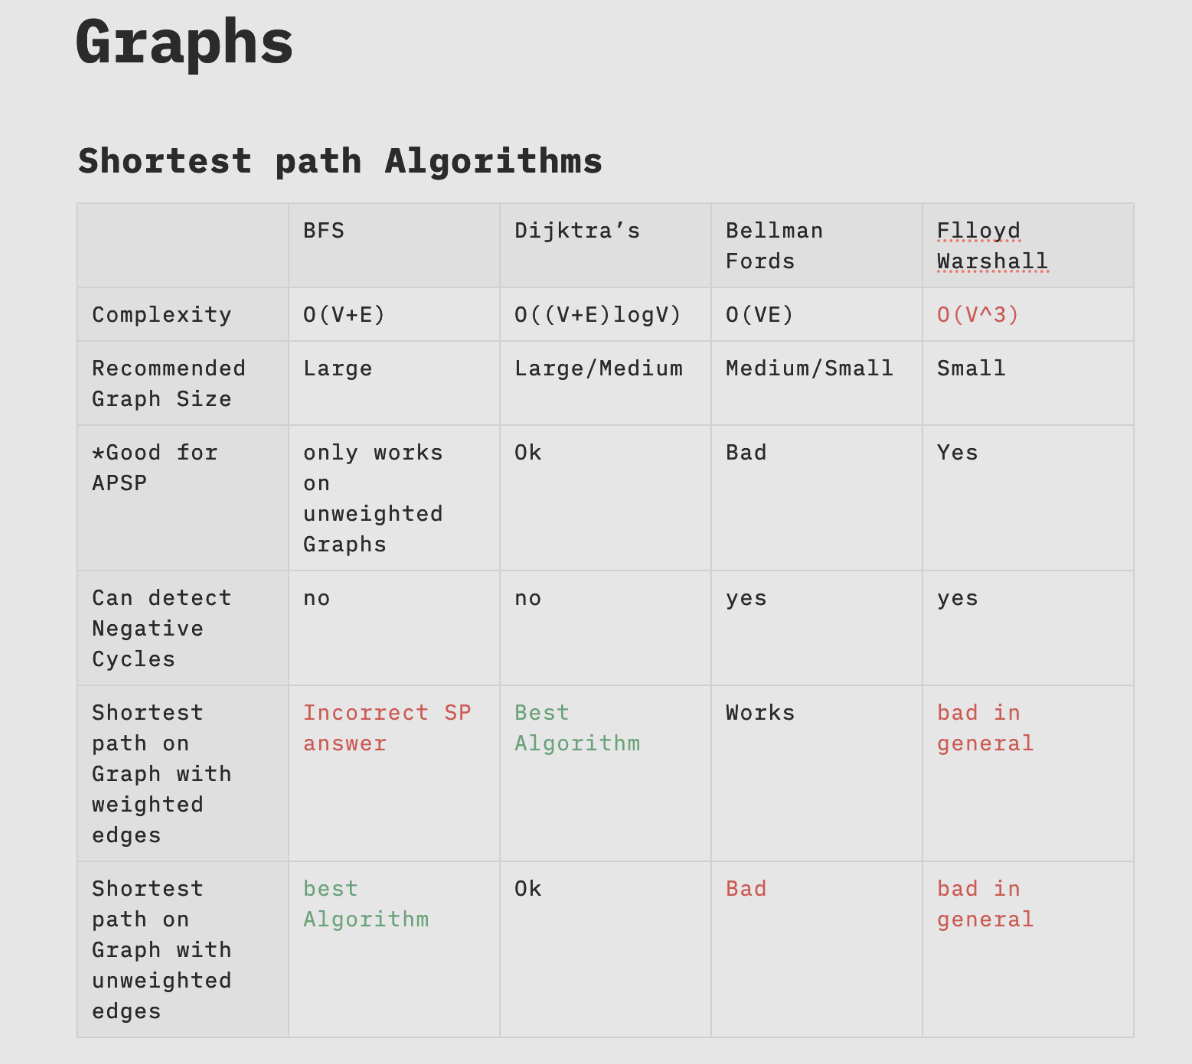 Graphs
Shortest path Algorithms
BFS
Dijktra’s
Bellman
Fords
Flloyd
Warshall
Complexity
O(V+E)
O((V+E)logV)
O(VE)
O(V^3)
Recommended
Graph Size
Large
Large/Medium
Medium/Small
Small
*Good for
APSP
only works
on
unweighted
Graphs
Ok
Bad
Yes
Can detect
Negative
Cycles
no
no
yes
yes
Shortest
path on
Graph with
weighted
edges
Incorrect SP
answer
Best
Algorithm
Works
bad in
general
Shortest
path on
Graph with
unweighted
edges
best
Algorithm
Ok
Bad
bad in
general